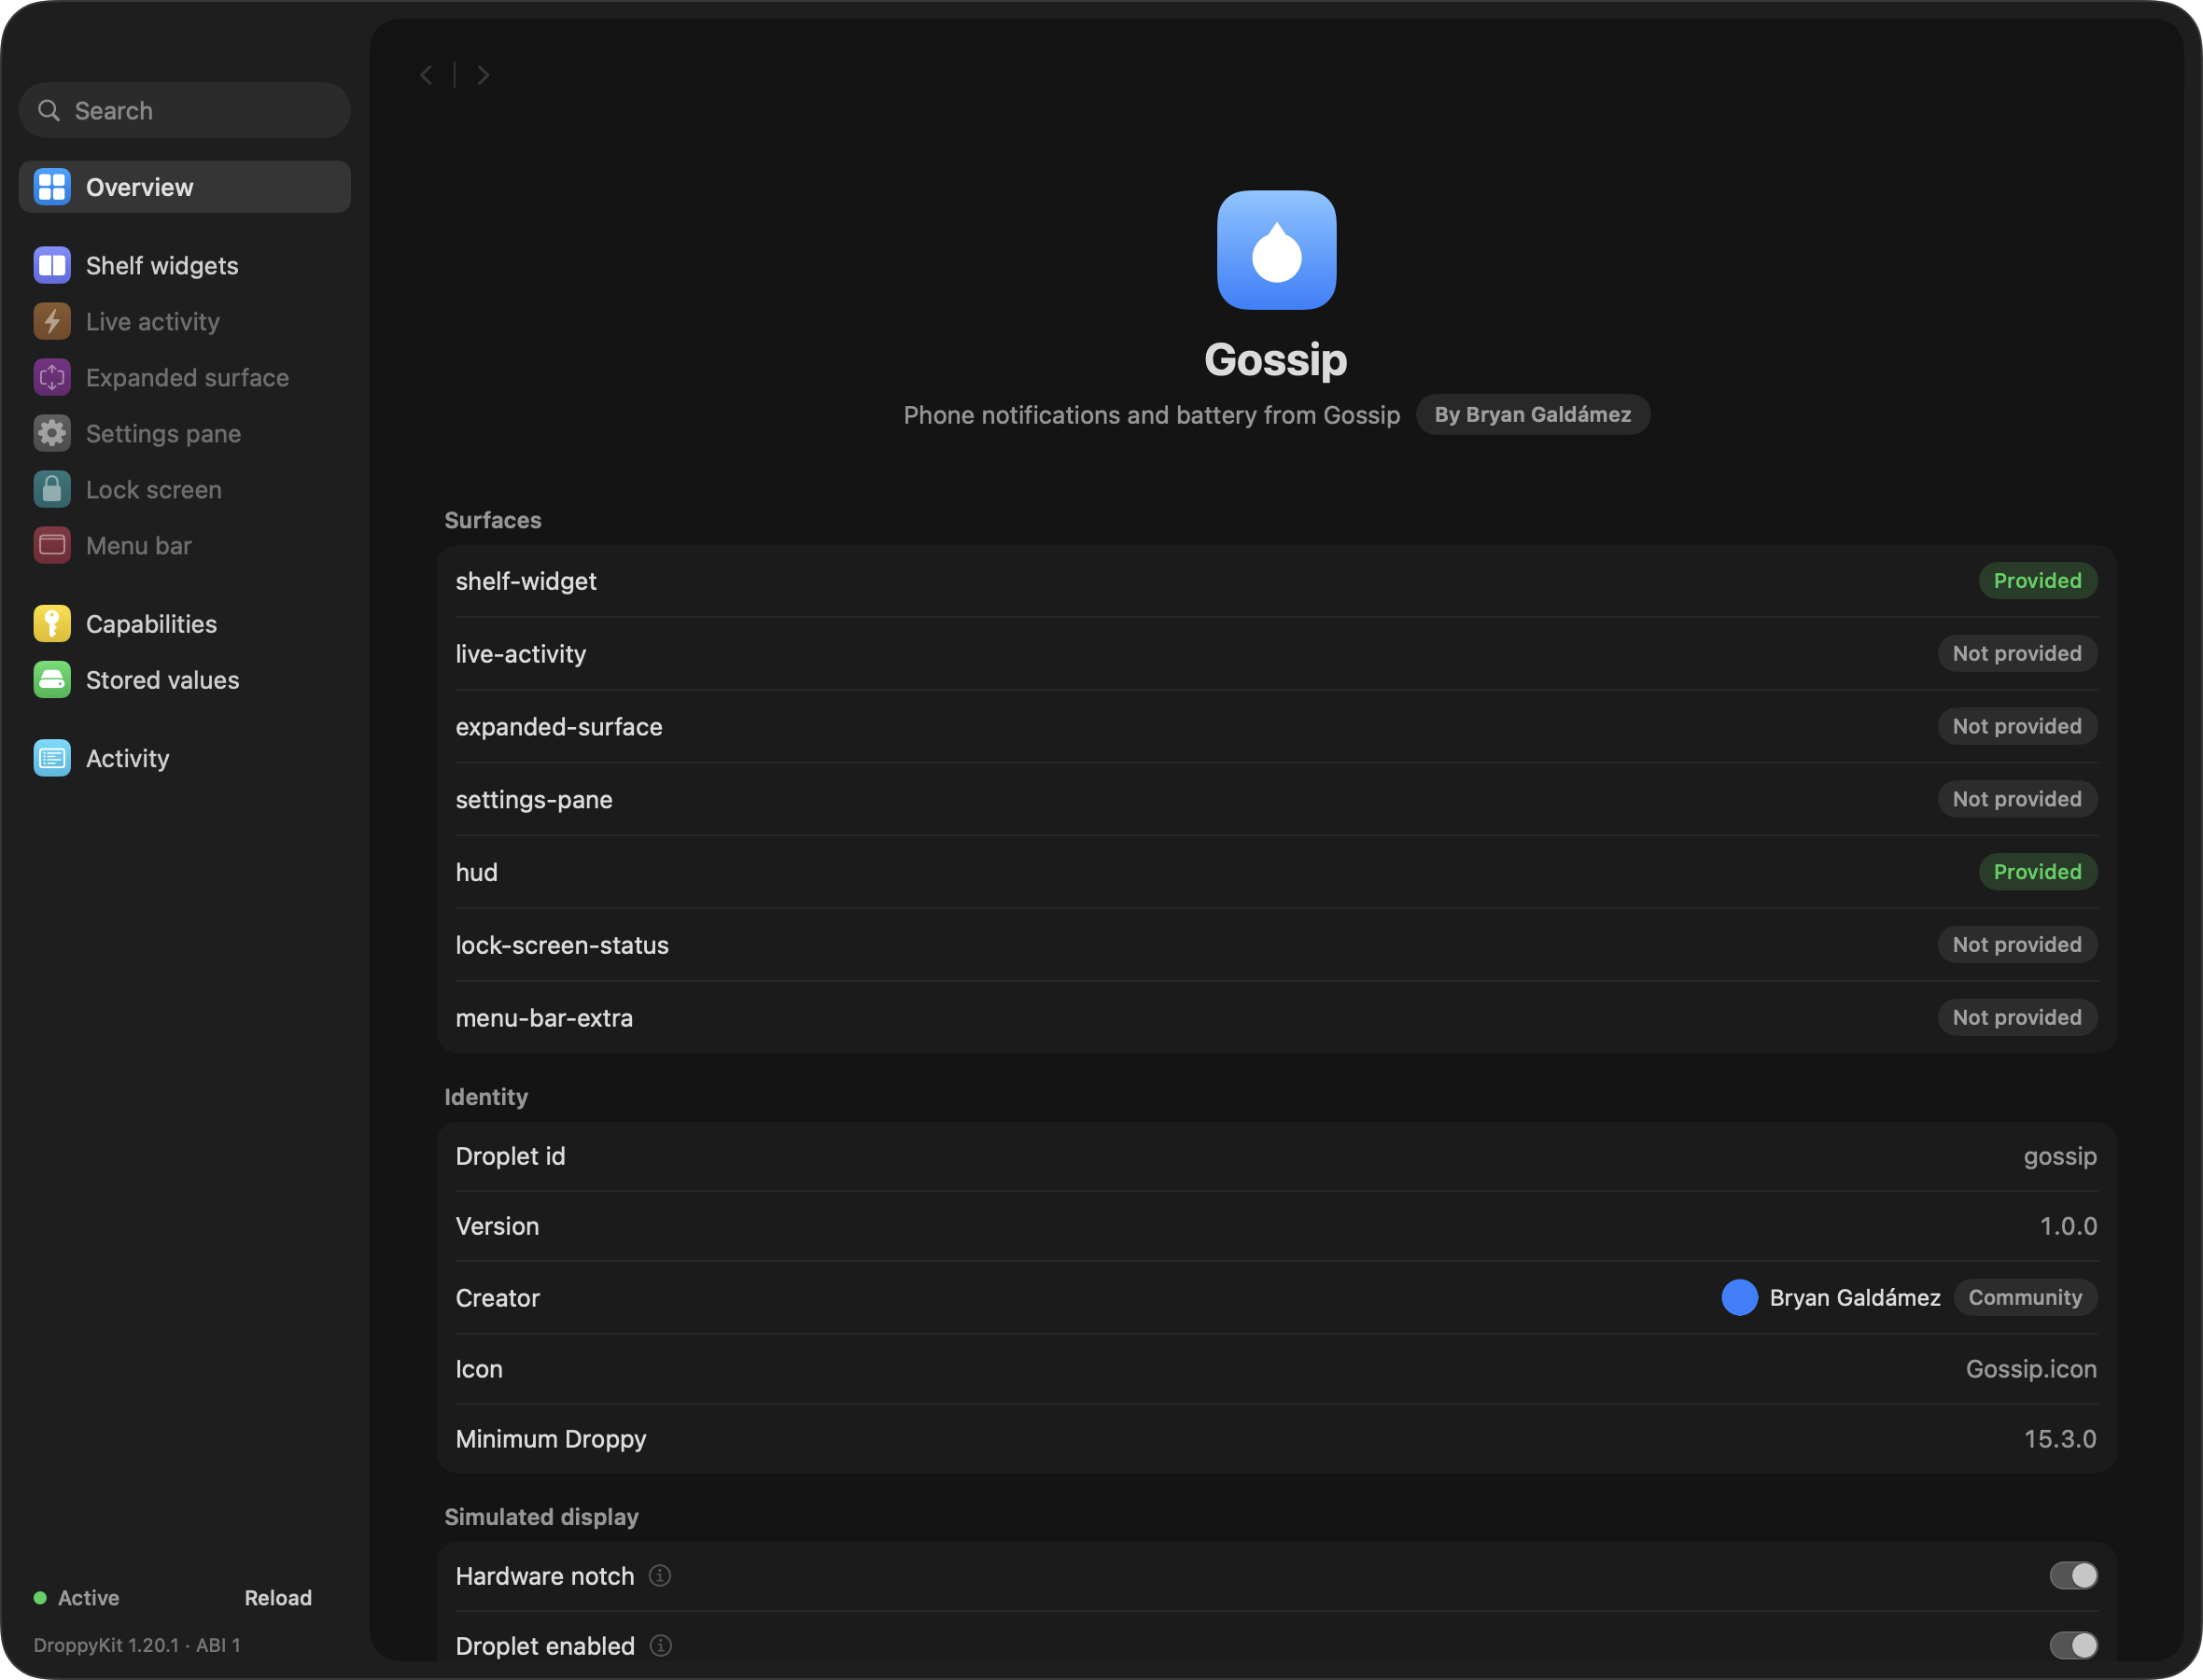 Search
Overview
Shelf widgets
Live activity
Expanded surface
Settings pane
Lock screen
Menu bar
Capabilities
Stored values
Activity
Active
Reload
DroppyKit 1.20.1 · ABI 1
Gossip
Phone notifications and battery from Gossip
By Bryan Galdámez
Surfaces
shelf-widget
Provided
live-activity
Not provided
expanded-surface
Not provided
settings-pane
Not provided
hud
Provided
lock-screen-status
Not provided
menu-bar-extra
Not provided
Identity
Droplet id
gossip
Version
1.0.0
Creator
Bryan Galdámez
Community
Icon
Gossip.icon
Minimum Droppy
15.3.0
Simulated display
Hardware notch
Droplet enabled